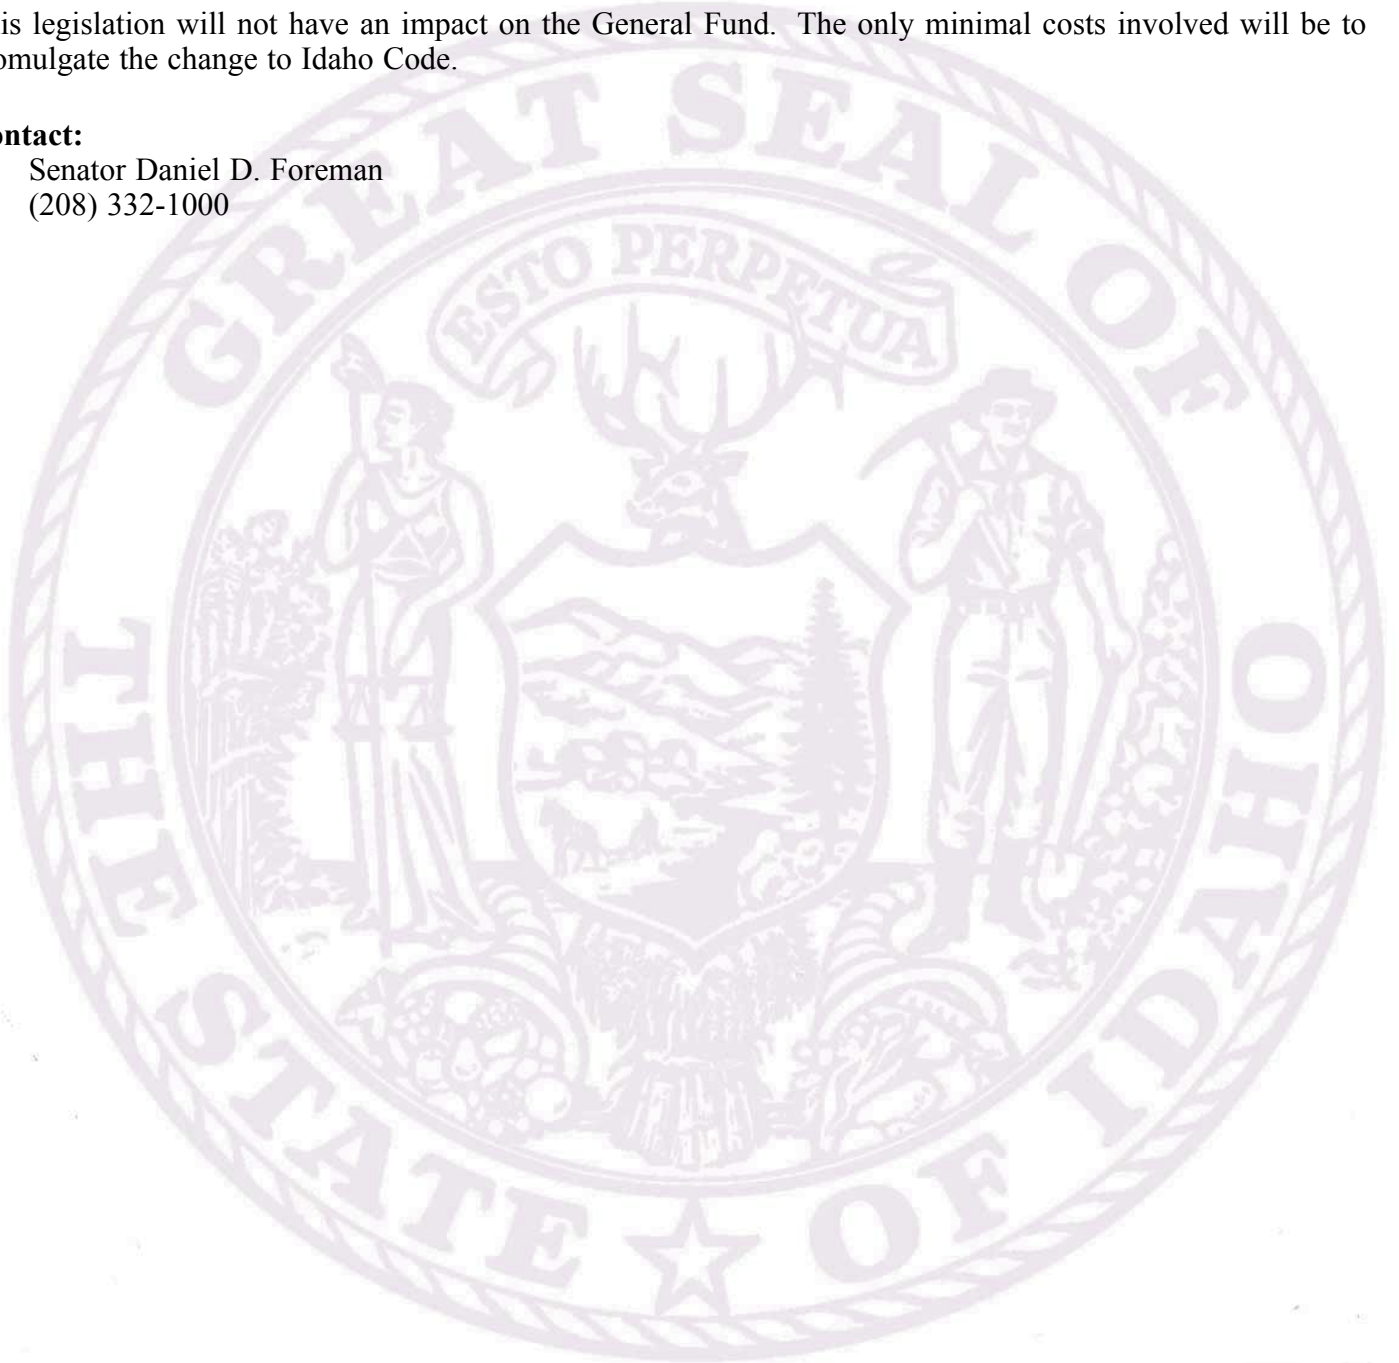 is legislation will not have an impact on the General Fund. The only minimal costs involved will be to
omulgate the change to Idaho Code.
ontact:
Senator Daniel D. Foreman
(208) 332-1000
GREAT SEAL OF
ESTO PERPETUA
THE STATE OF IDAHO